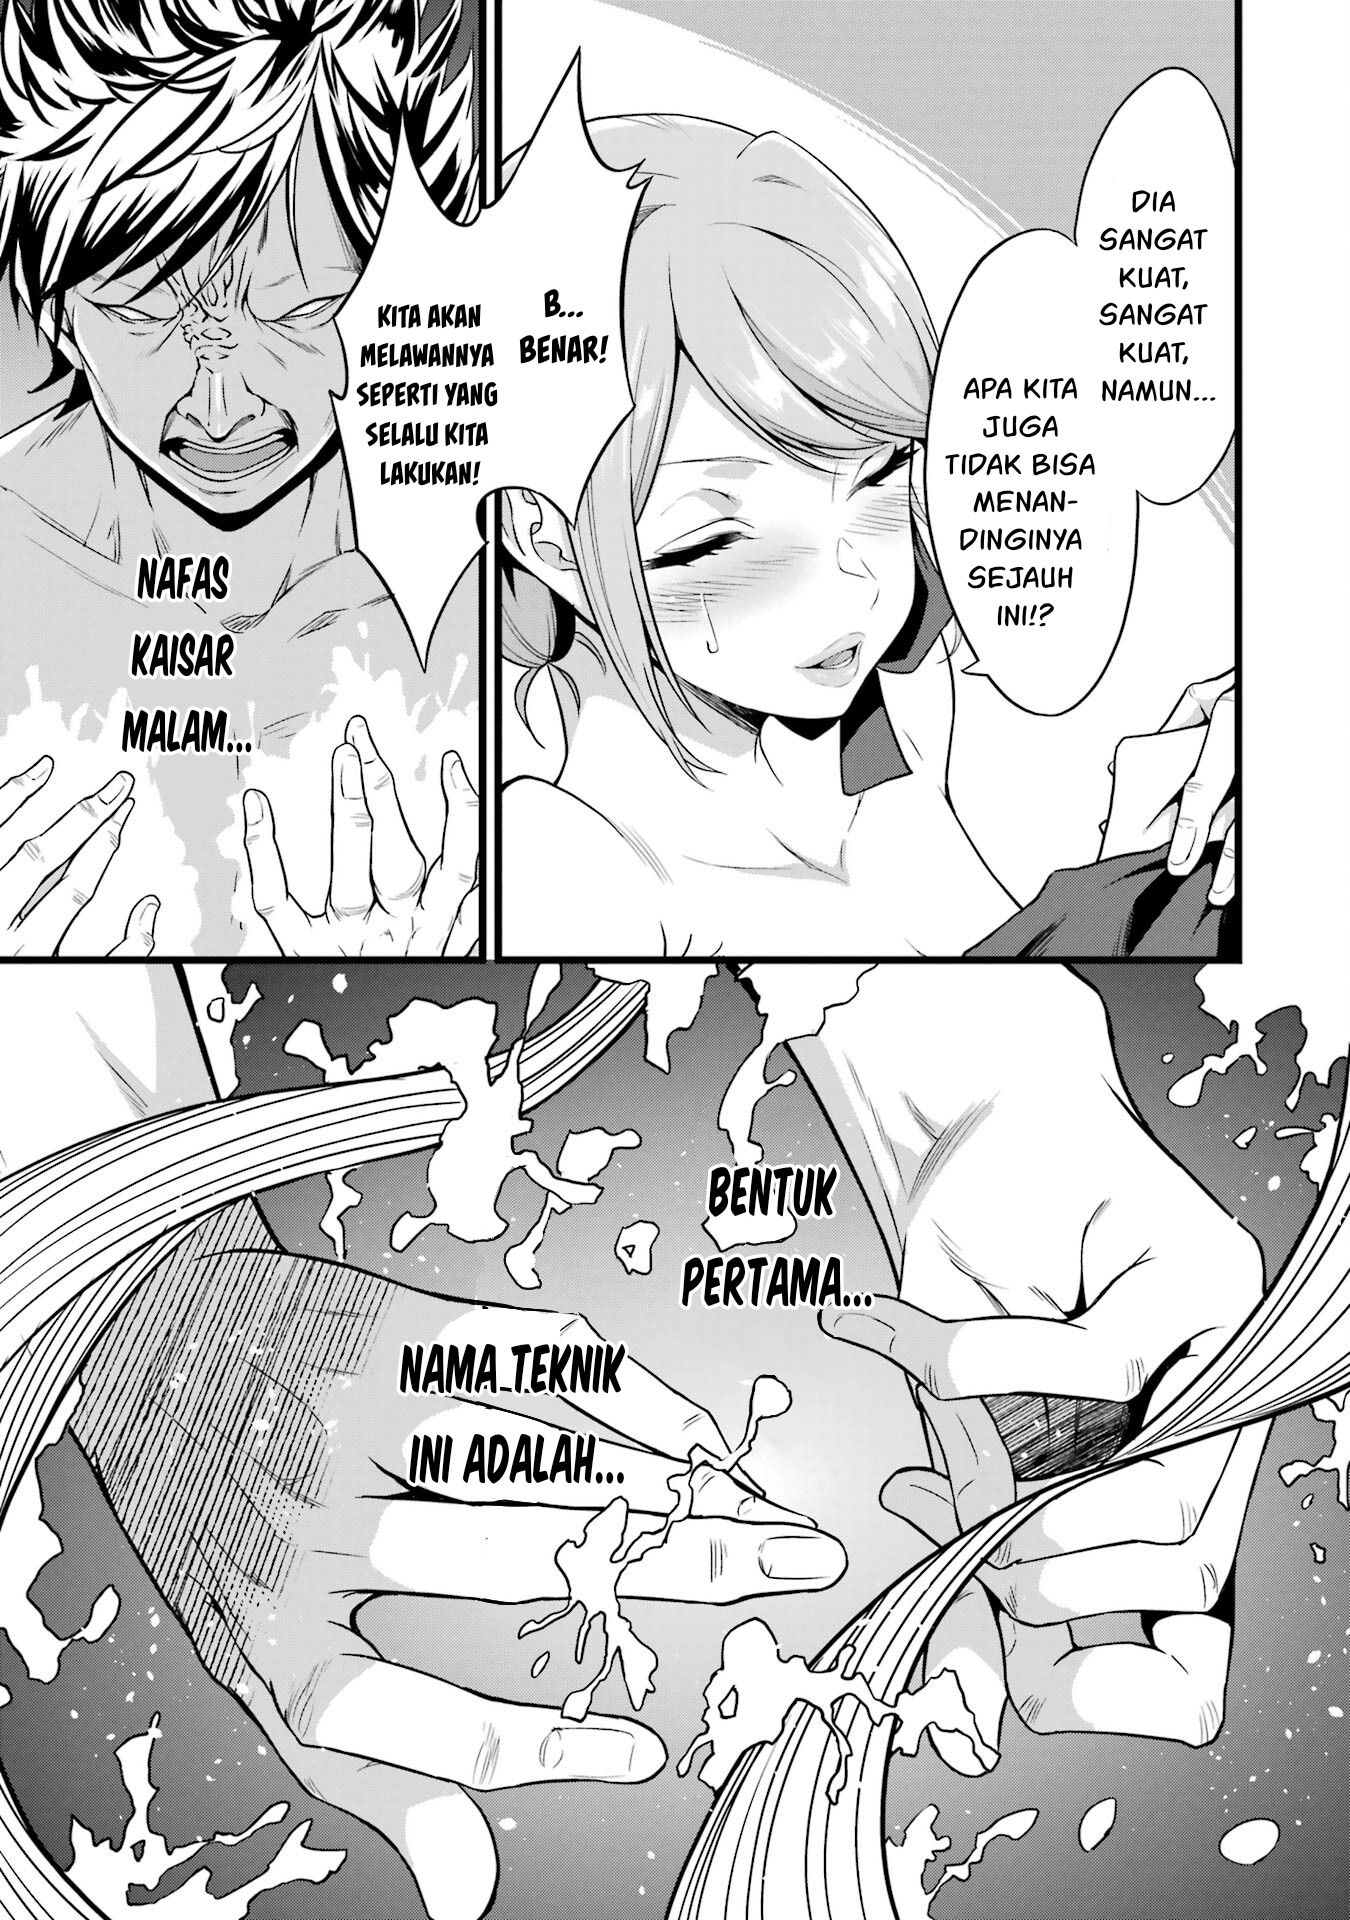 DIA
SANGAT
KUAT,
SANGAT
KUAT,
NAMUN...
APA KITA
JUGA
TIDAK BISA
MENAN-
DINGINYA
SEJAUH
INI!?
B...
BENAR!
KITA AKAN
MELAWANNYA
SEPERTI YANG
SELALU KITA
LAKUKAN!
NAFAS
KAISAR
MALAM...
BENTUK
PERTAMA...
NAMA TEKNIK
INI ADALAH...